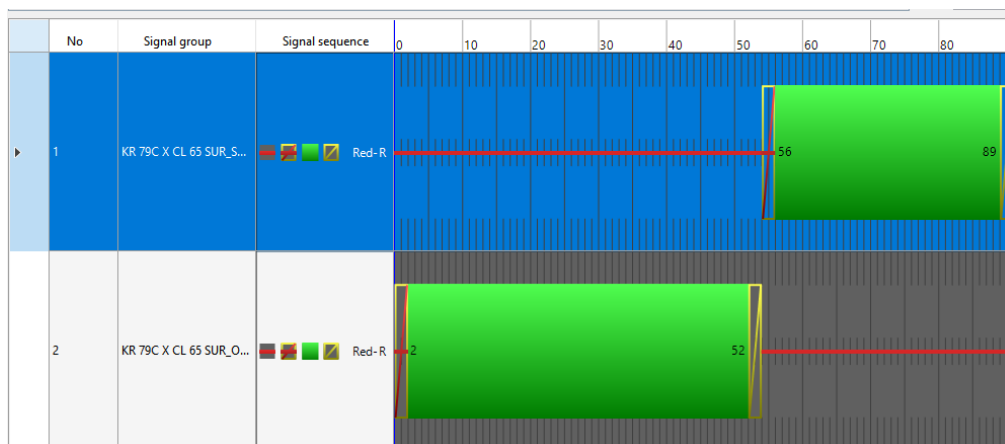 No Signal group Signal sequence 0 10 20 30 40 50 60 70 80
1 KR 79C X CL 65 SUR_S... Red-R 56 89
2 KR 79C X CL 65 SUR_O... Red-R 2 52